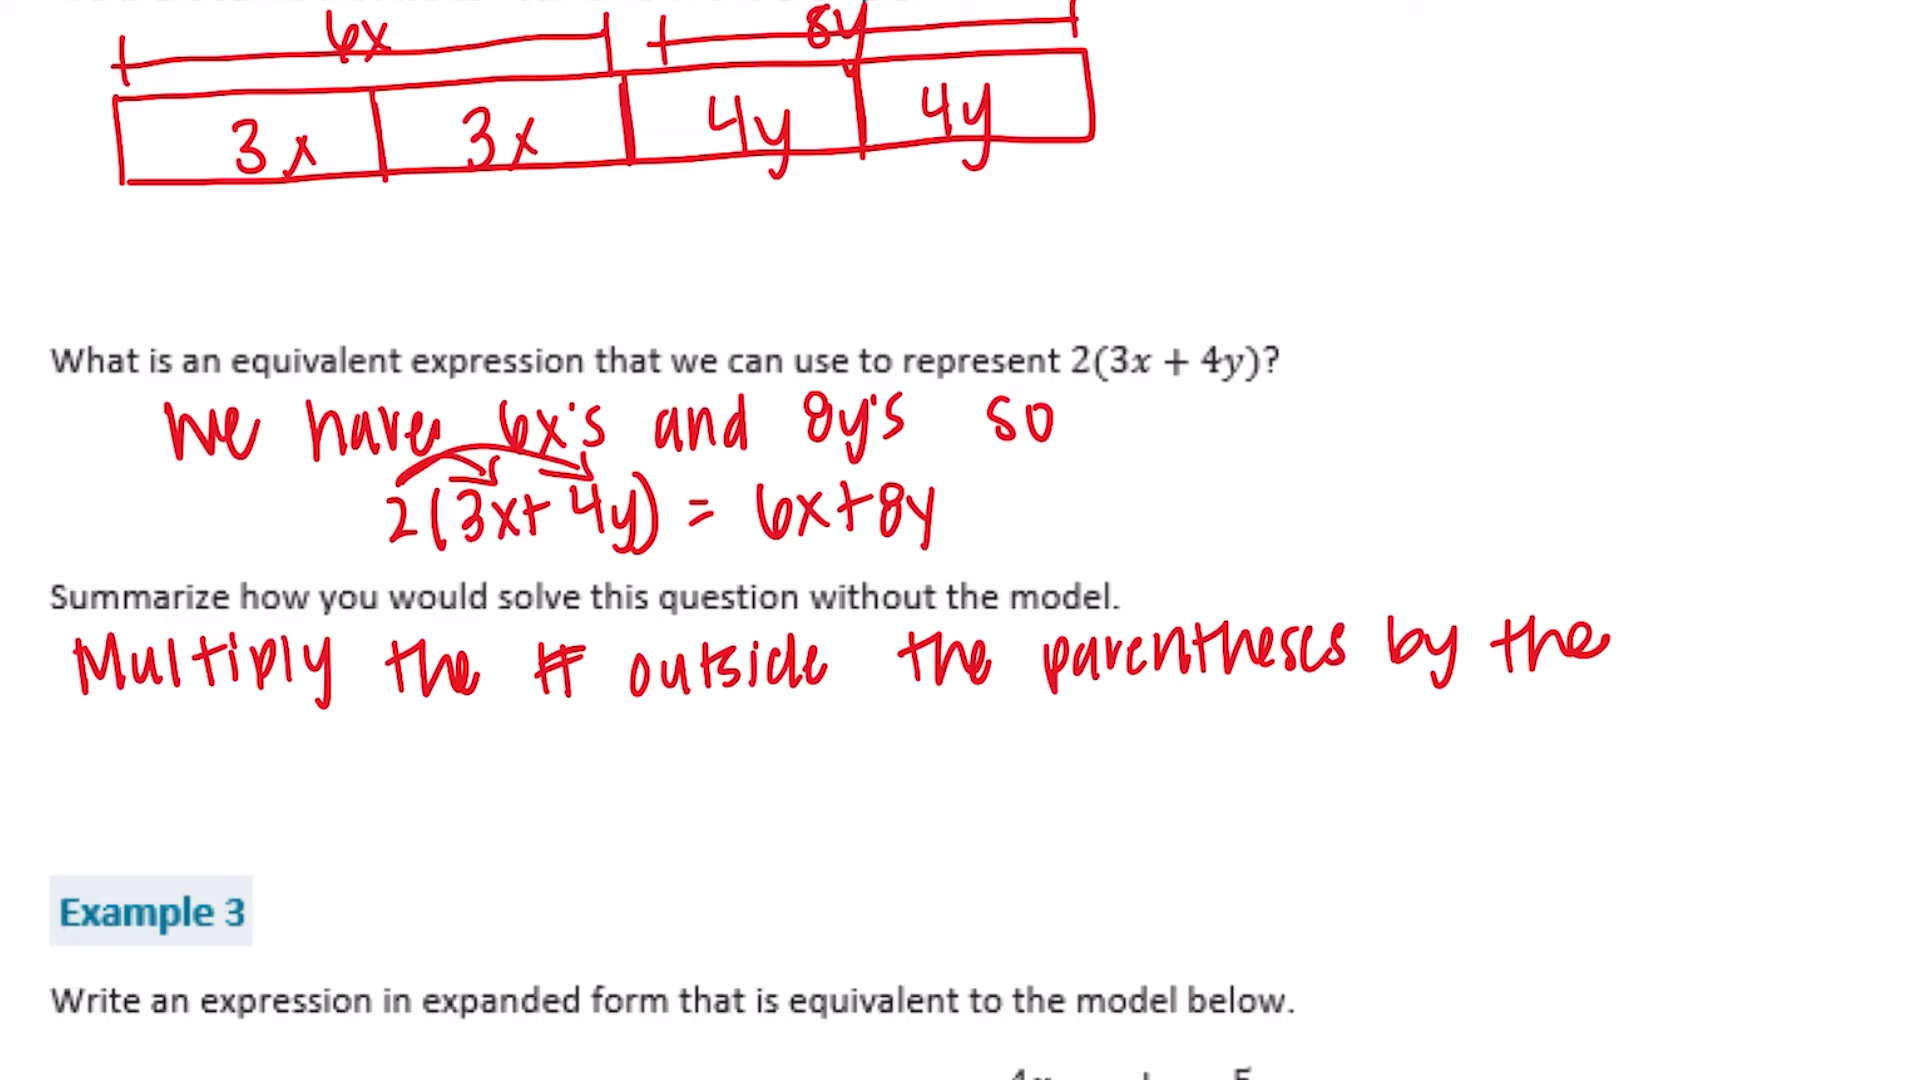 6x 8y
3x 3x 4y 4y
What is an equivalent expression that we can use to represent 2(3x + 4y)?
We have 6x's and 8y's so
2(3x+4y) = 6x+8y
Summarize how you would solve this question without the model.
Multiply the # outside the parentheses by the
Example 3
Write an expression in expanded form that is equivalent to the model below.